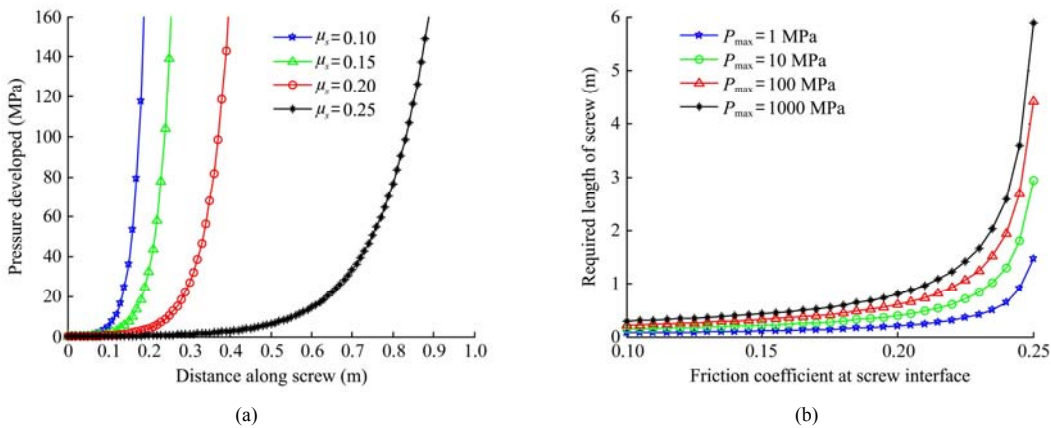 160
140
120
100
80
60
40
20
0
Pressure developed (MPa)
μs = 0.10
μs = 0.15
μs = 0.20
μs = 0.25
0 0.1 0.2 0.3 0.4 0.5 0.6 0.7 0.8 0.9 1.0
Distance along screw (m)
(a)
6
5
4
3
2
1
0
Required length of screw (m)
Pmax = 1 MPa
Pmax = 10 MPa
Pmax = 100 MPa
Pmax = 1000 MPa
0.10 0.15 0.20 0.25
Friction coefficient at screw interface
(b)